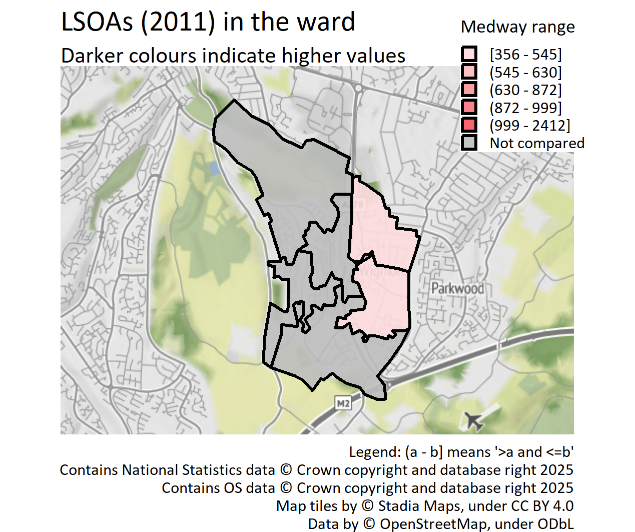 LSOAs (2011) in the ward
Darker colours indicate higher values
Medway range
[356 - 545]
(545 - 630]
(630 - 872]
(872 - 999]
(999 - 2412]
Not compared
Parkwood
M2
Legend: (a - b] means '>a and <=b'
Contains National Statistics data © Crown copyright and database right 2025
Contains OS data © Crown copyright and database right 2025
Map tiles by © Stadia Maps, under CC BY 4.0
Data by © OpenStreetMap, under ODbL